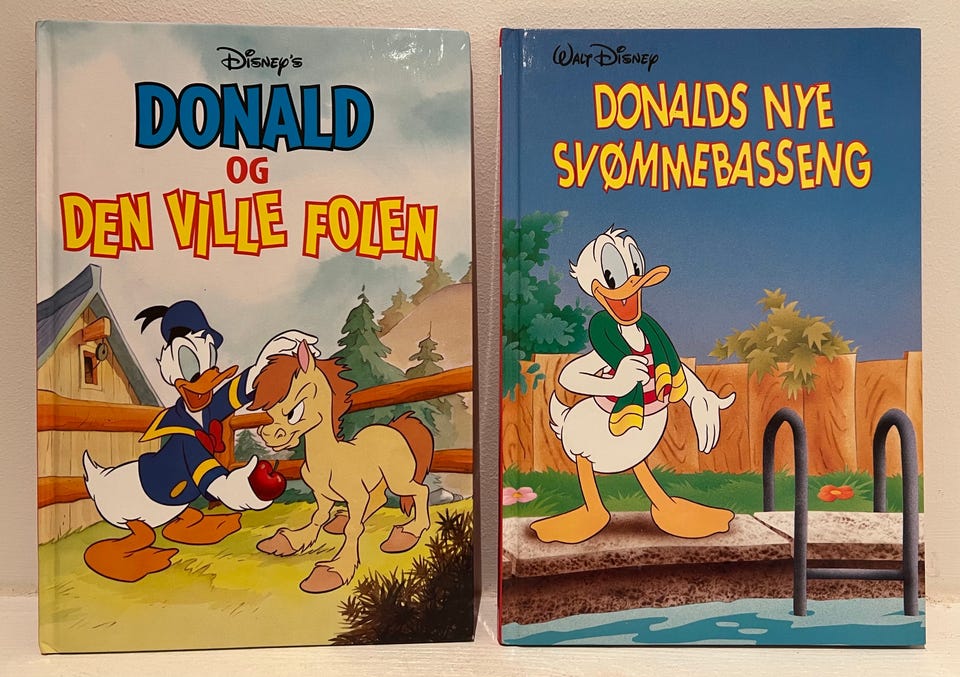 Disney's
DONALD
OG
DEN VILLE FOLEN
Walt Disney
DONALDS NYE
SVØMMEBASSENG